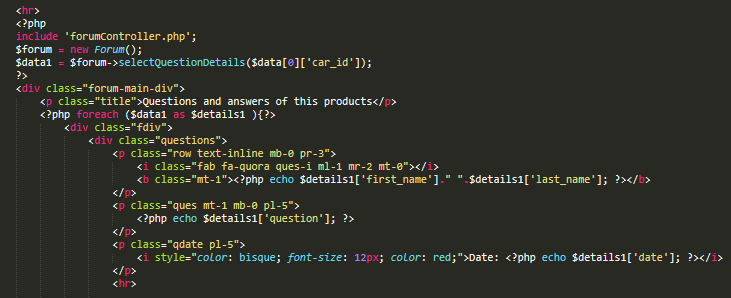 <hr>
<?php
include 'forumController.php';
$forum = new Forum();
$data1 = $forum->selectQuestionDetails($data[0]['car_id']);
?>
<div class="forum-main-div">
<p class="title">Questions and answers of this products</p>
<?php foreach ($data1 as $details1 ){?>
<div class="fdiv">
<div class="questions">
<p class="row text-inline mb-0 pr-3">
<i class="fab fa-quora ques-i ml-1 mr-2 mt-0"></i>
<b class="mt-1"><?php echo $details1['first_name']." ".$details1['last_name']; ?></b>
</p>
<p class="ques mt-1 mb-0 pl-5">
<?php echo $details1['question']; ?>
</p>
<p class="qdate pl-5">
<i style="color: bisque; font-size: 12px; color: red;">Date: <?php echo $details1['date']; ?></i>
</p>
<hr>